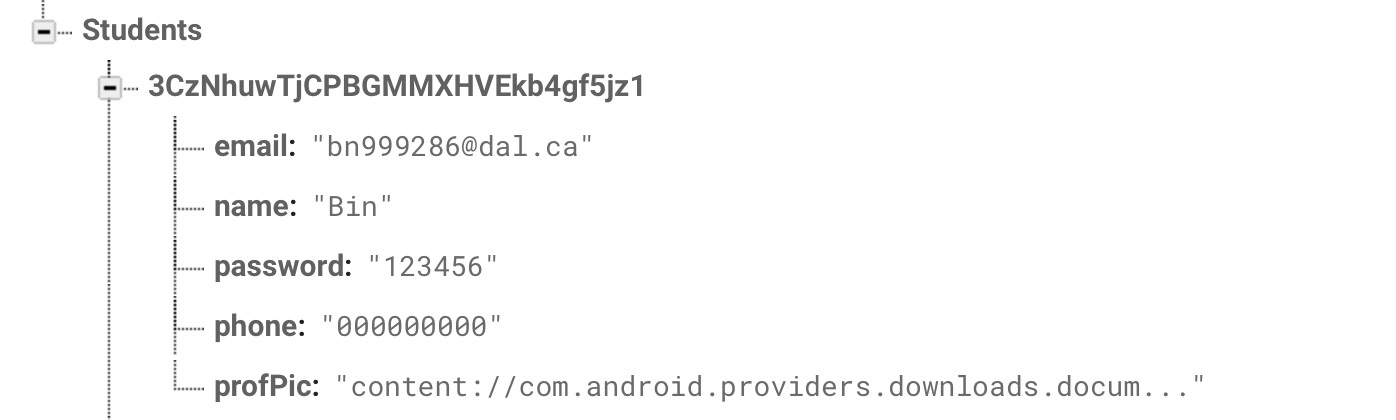 Students
3CzNhuwTjCPBGMMXHVEkb4gf5jz1
email: "bn999286@dal.ca"
name: "Bin"
password: "123456"
phone: "000000000"
profPic: "content://com.android.providers.downloads.docum..."